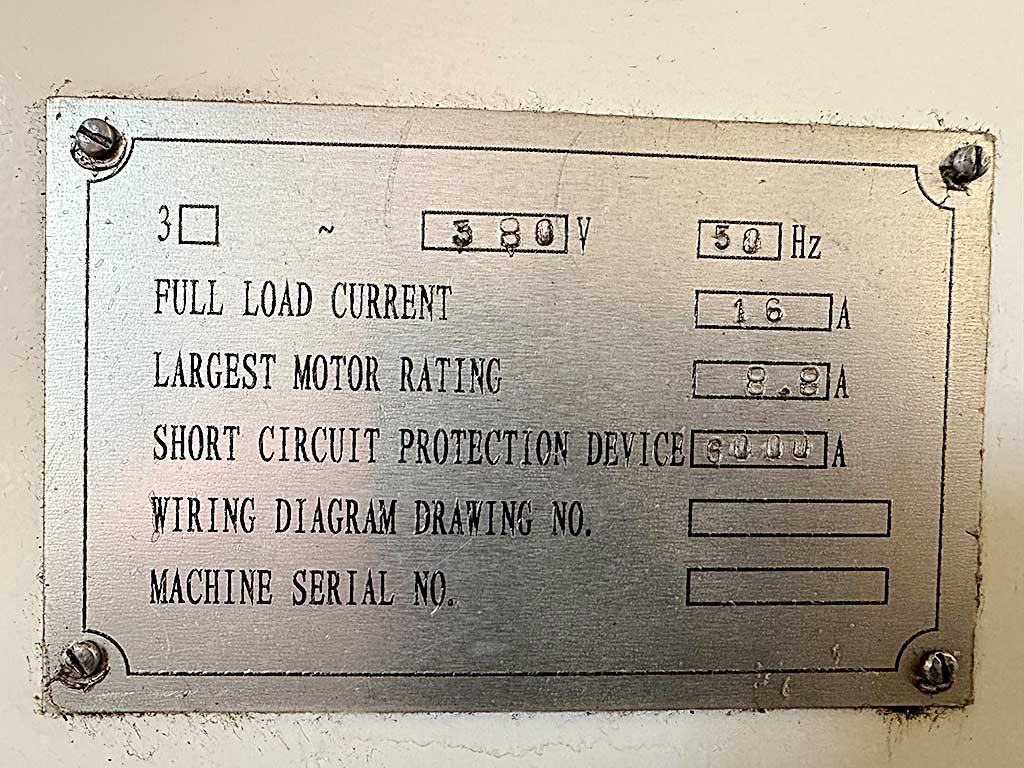 3□ ~ 380 V 50 Hz
FULL LOAD CURRENT 16 A
LARGEST MOTOR RATING 8.8 A
SHORT CIRCUIT PROTECTION DEVICE 6000 A
WIRING DIAGRAM DRAWING NO.
MACHINE SERIAL NO.